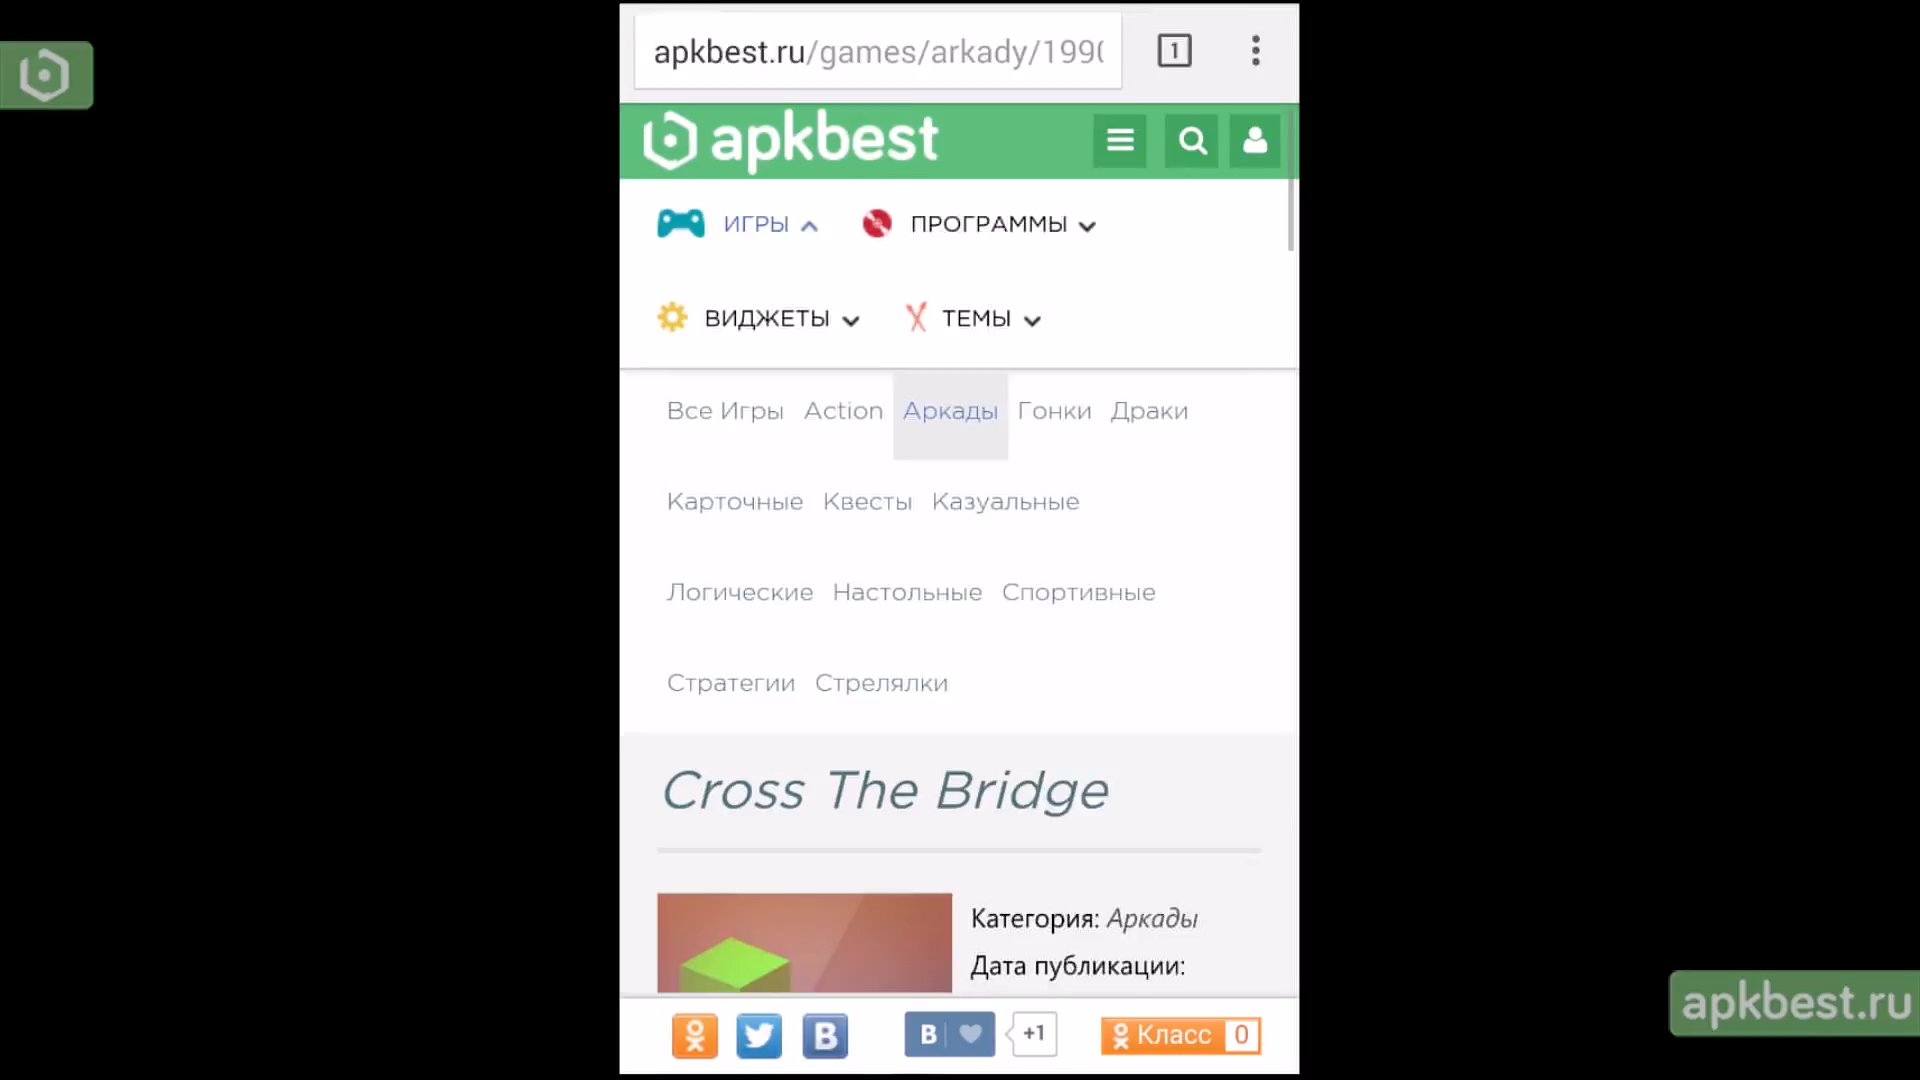 apkbest.ru/games/arkady/1990
1
apkbest
ИГРЫ ПРОГРАММЫ
ВИДЖЕТЫ ТЕМЫ
Все Игры Action Аркады Гонки Драки
Карточные Квесты Казуальные
Логические Настольные Спортивные
Стратегии Стрелялки
Cross The Bridge
Категория: Аркады
Дата публикации:
B B +1 Класс 0
apkbest.ru